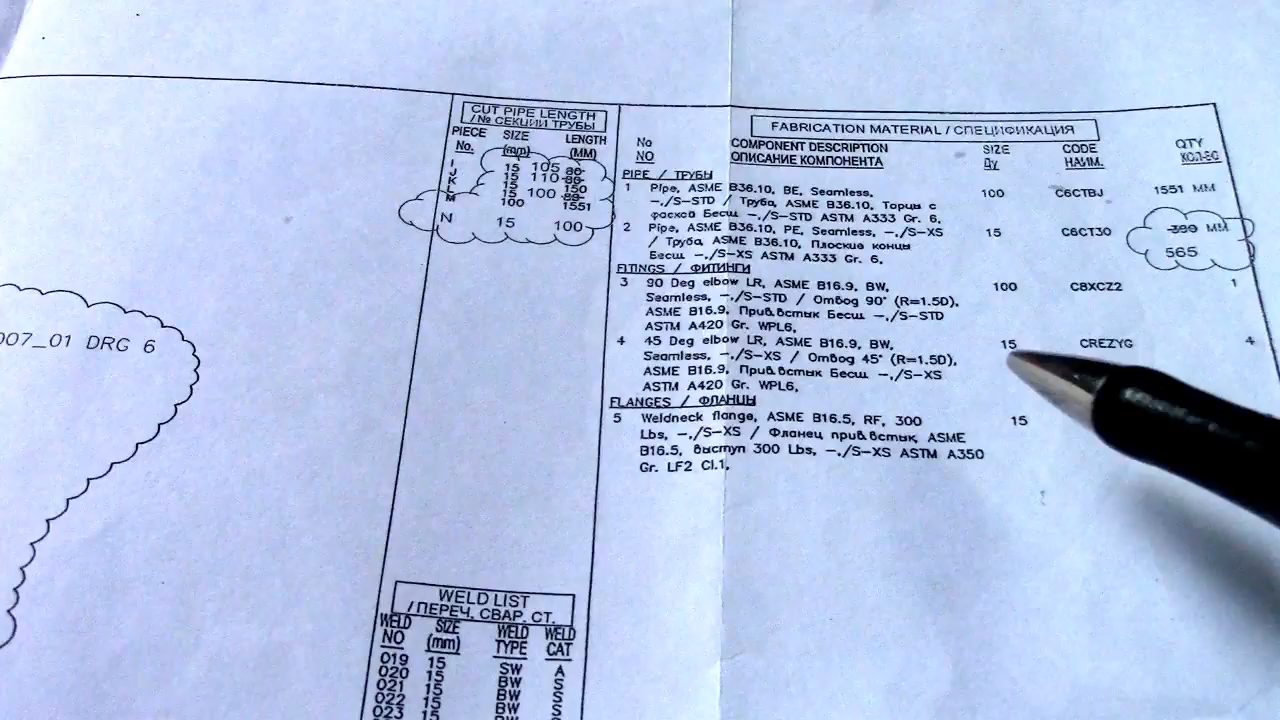 CUT PIPE LENGTH
/ № СЕКЦИИ ТРУБЫ
PIECE No. SIZE (mm) LENGTH (MM)
I 15 105 80
J 15 110 80
K 15 150
L 15 100 80
M 100 1551
N 15 100
007_01 DRG 6
FABRICATION MATERIAL / СПЕЦИФИКАЦИЯ
No COMPONENT DESCRIPTION SIZE CODE QTY
NO ОПИСАНИЕ КОМПОНЕНТА Ду НАИМ. КОЛ-ВО
PIPE / ТРУБЫ
1 Pipe, ASME B36.10, BE, Seamless, 100 C6CTBJ 1551 MM
–,/S–STD / Труба, ASME B36.10, Торцы с
фаской Бесш –,/S–STD ASTM A333 Gr. 6,
2 Pipe, ASME B36.10, PE, Seamless, –,/S–XS 15 C6CT30 MM
/ Труба, ASME B36.10, Плоские концы 565
Бесш –,/S–XS ASTM A333 Gr. 6,
FITINGS / ФИТИНГИ
3 90 Deg elbow LR, ASME B16.9, BW, 100 C8XCZ2 1
Seamless, –,/S–STD / Отвод 90° (R=1.5D),
ASME B16.9, Прив.встык Бесш –,/S–STD
ASTM A420 Gr. WPL6,
4 45 Deg elbow LR, ASME B16.9, BW, 15 CREZYG 4
Seamless, –,/S–XS / Отвод 45° (R=1.5D),
ASME B16.9, Прив.встык Бесш –,/S–XS
ASTM A420 Gr. WPL6,
FLANGES / ФЛАНЦЫ
5 Weldneck flange, ASME B16.5, RF, 300 15
Lbs, –,/S–XS / Фланец прив.встык, ASME
B16.5, выступ 300 Lbs, –,/S–XS ASTM A350
Gr. LF2 Cl.1,
WELD LIST
/ ПЕРЕЧ. СВАР. СТ.
WELD NO SIZE (mm) WELD TYPE WELD CAT
019 15 SW A
020 15 BW S
021 15 BW S
022 15 BW S
023 15